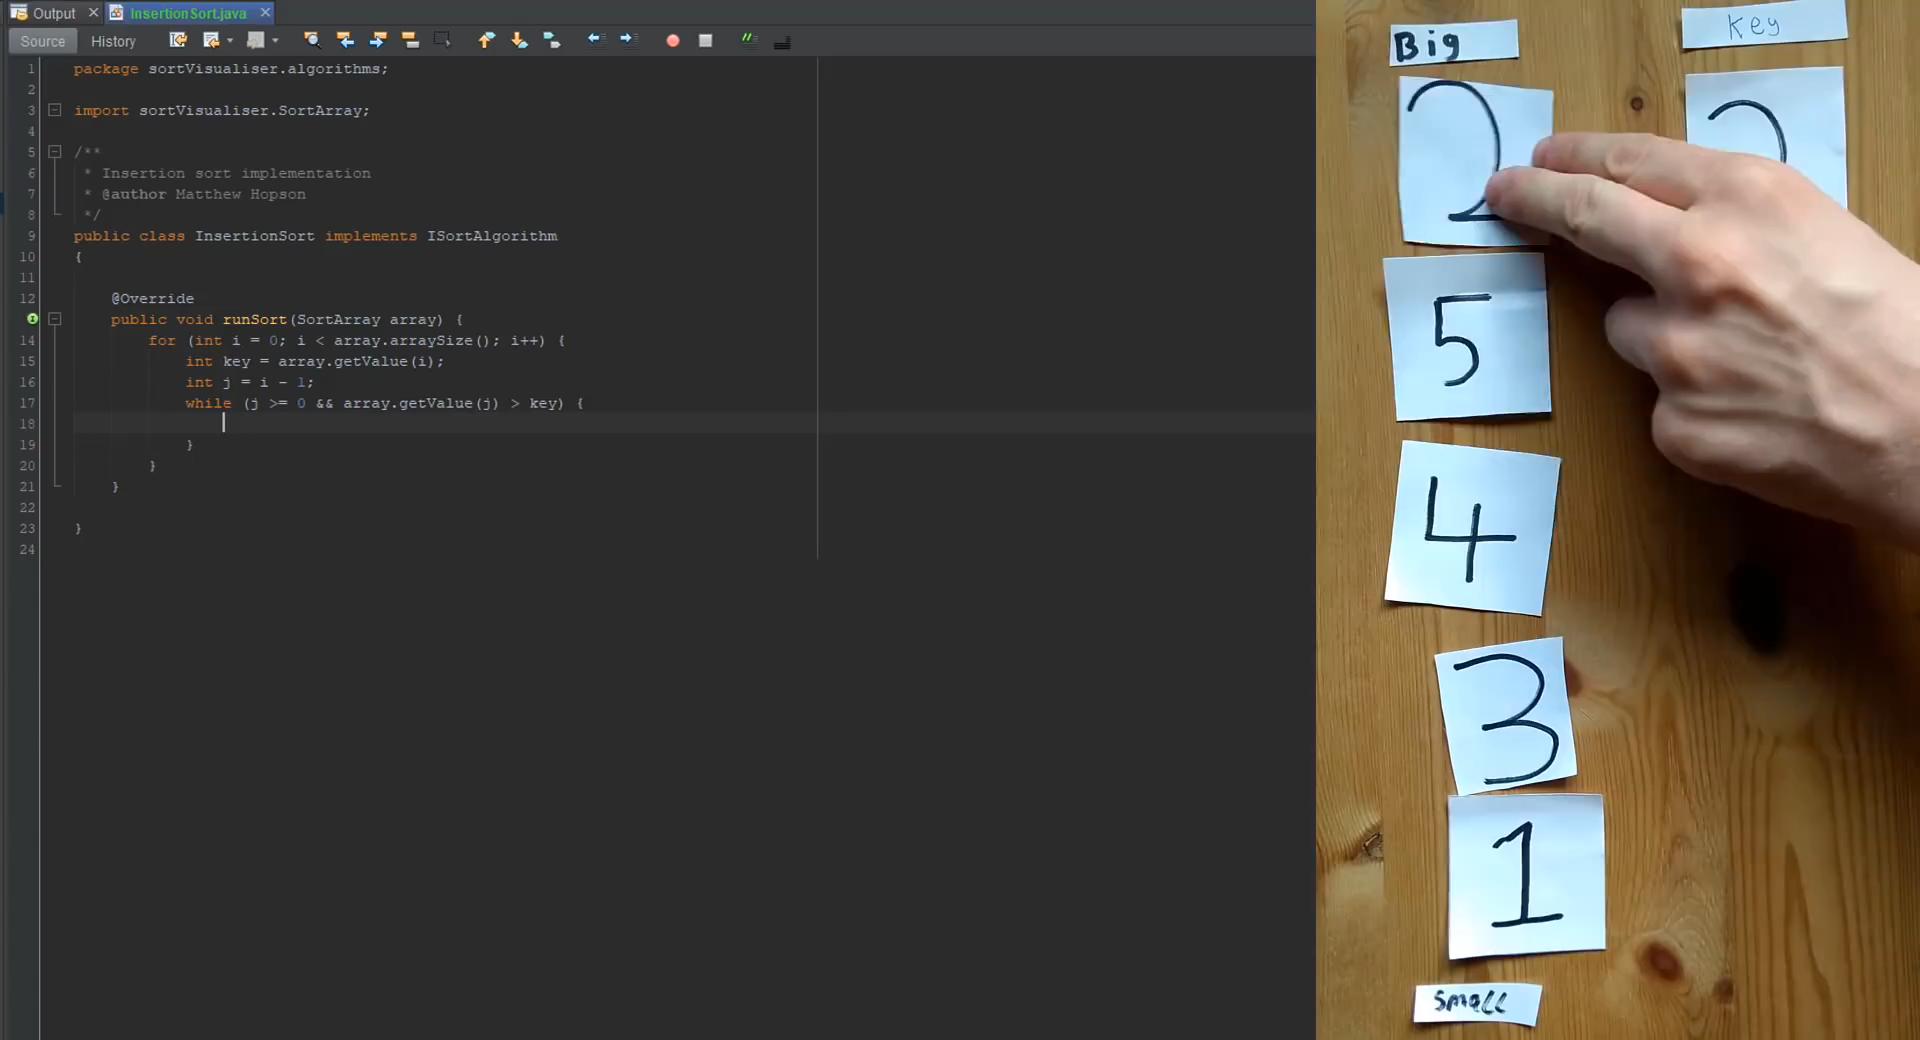 Output
InsertionSort.java
Source
History
1 package sortVisualiser.algorithms;
2
3 import sortVisualiser.SortArray;
4
5 /**
6 * Insertion sort implementation
7 * @author Matthew Hopson
8 */
9 public class InsertionSort implements ISortAlgorithm
10 {
11
12 @Override
public void runSort(SortArray array) {
14 for (int i = 0; i < array.arraySize(); i++) {
15 int key = array.getValue(i);
16 int j = i - 1;
17 while (j >= 0 && array.getValue(j) > key) {
18
19 }
20 }
21 }
22
23 }
24
Big
Key
2
5
4
3
1
Small